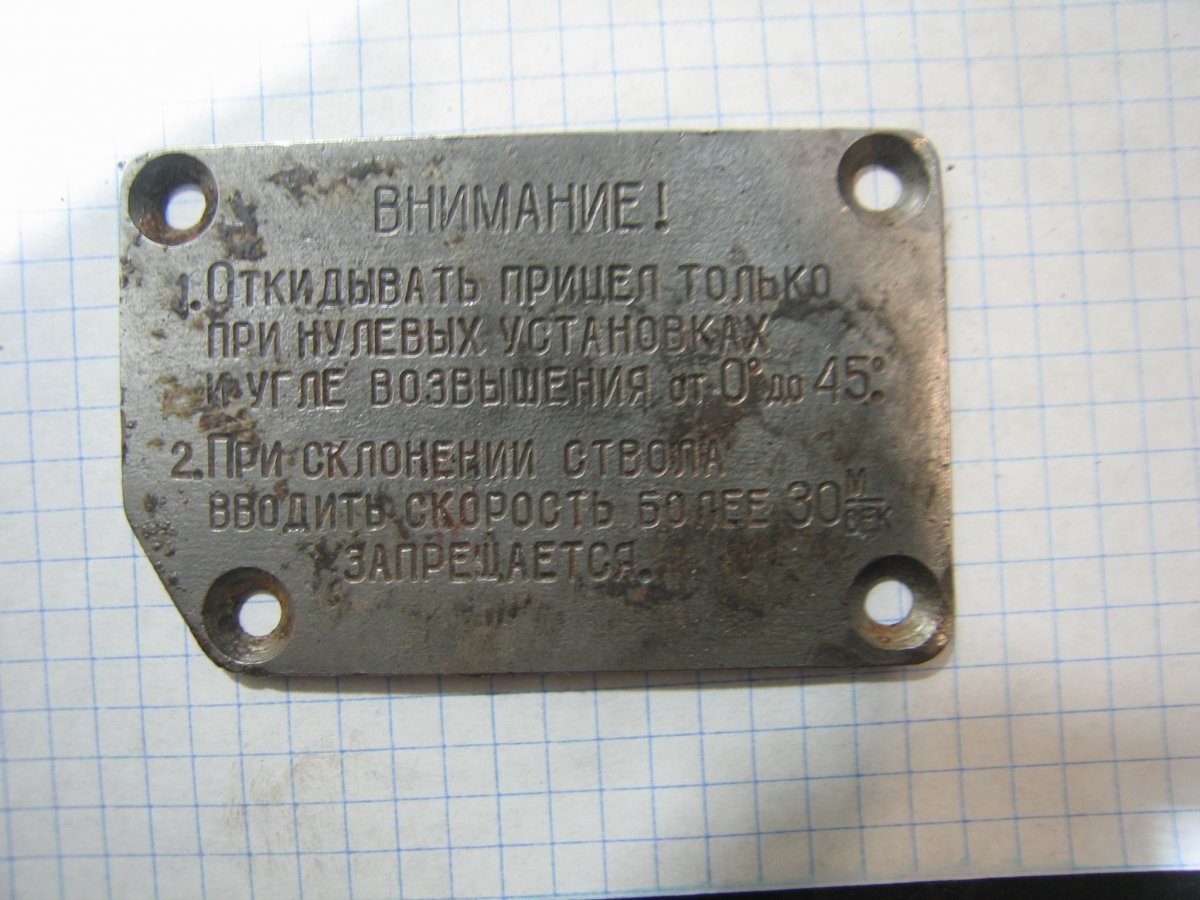 ВНИМАНИЕ!
1. Откидывать прицел только
при нулевых установках
и угле возвышения от 0° до 45°.
2. При склонении ствола
вводить скорость более 30 м/сек
запрещается.